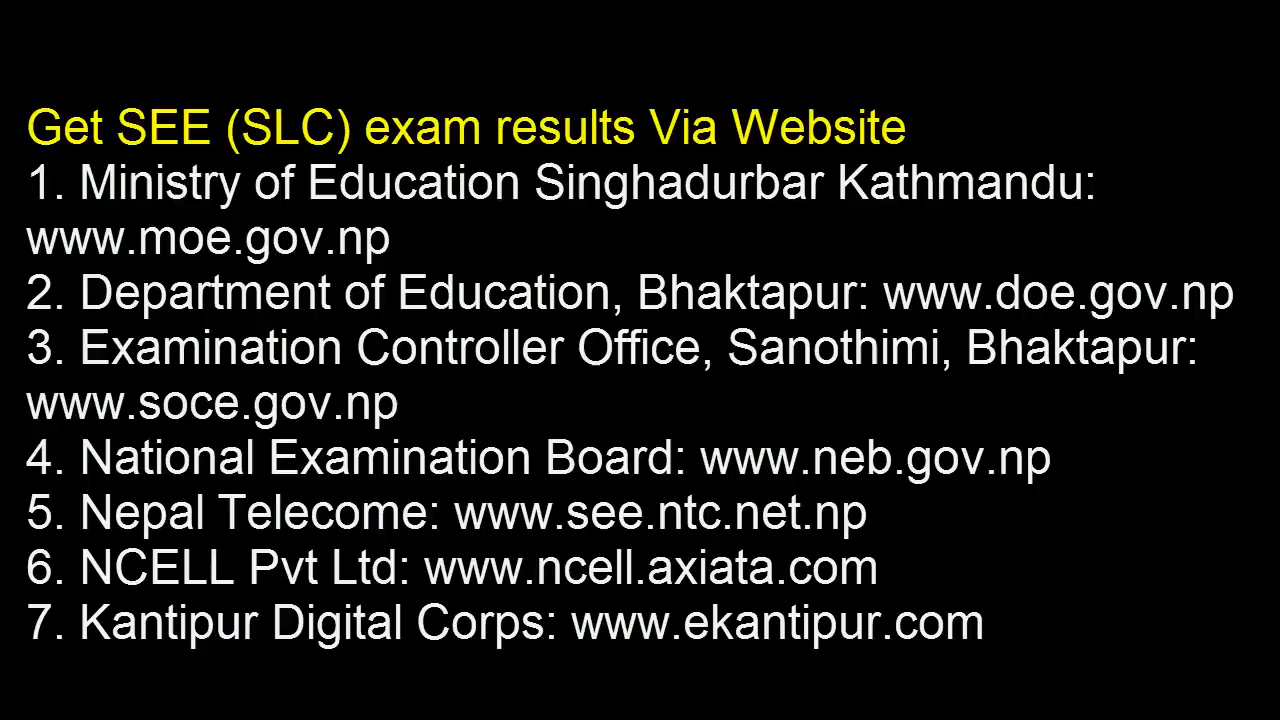 Get SEE (SLC) exam results Via Website
1. Ministry of Education Singhadurbar Kathmandu:
www.moe.gov.np
2. Department of Education, Bhaktapur: www.doe.gov.np
3. Examination Controller Office, Sanothimi, Bhaktapur:
www.soce.gov.np
4. National Examination Board: www.neb.gov.np
5. Nepal Telecome: www.see.ntc.net.np
6. NCELL Pvt Ltd: www.ncell.axiata.com
7. Kantipur Digital Corps: www.ekantipur.com